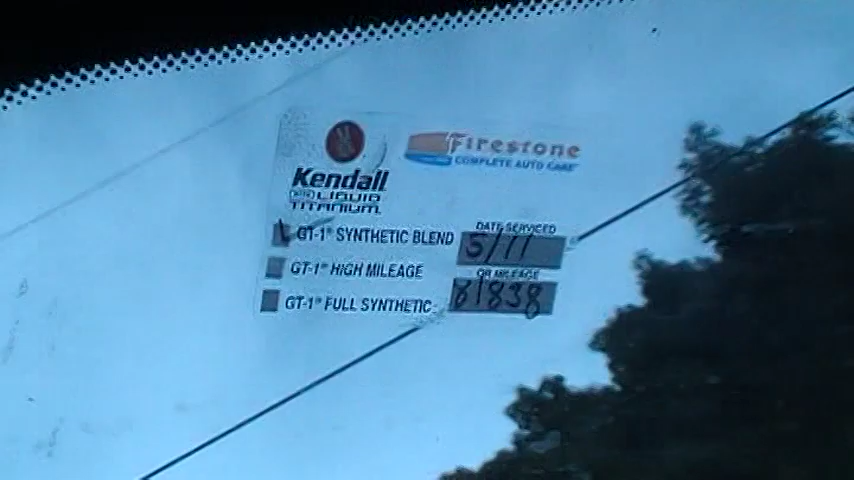 Firestone
COMPLETE AUTO CARE
Kendall
LIQUID
TITANIUM
GT-1® SYNTHETIC BLEND
GT-1® HIGH MILEAGE
GT-1® FULL SYNTHETIC
DATE SERVICED
5/11
OR MILEAGE
81838